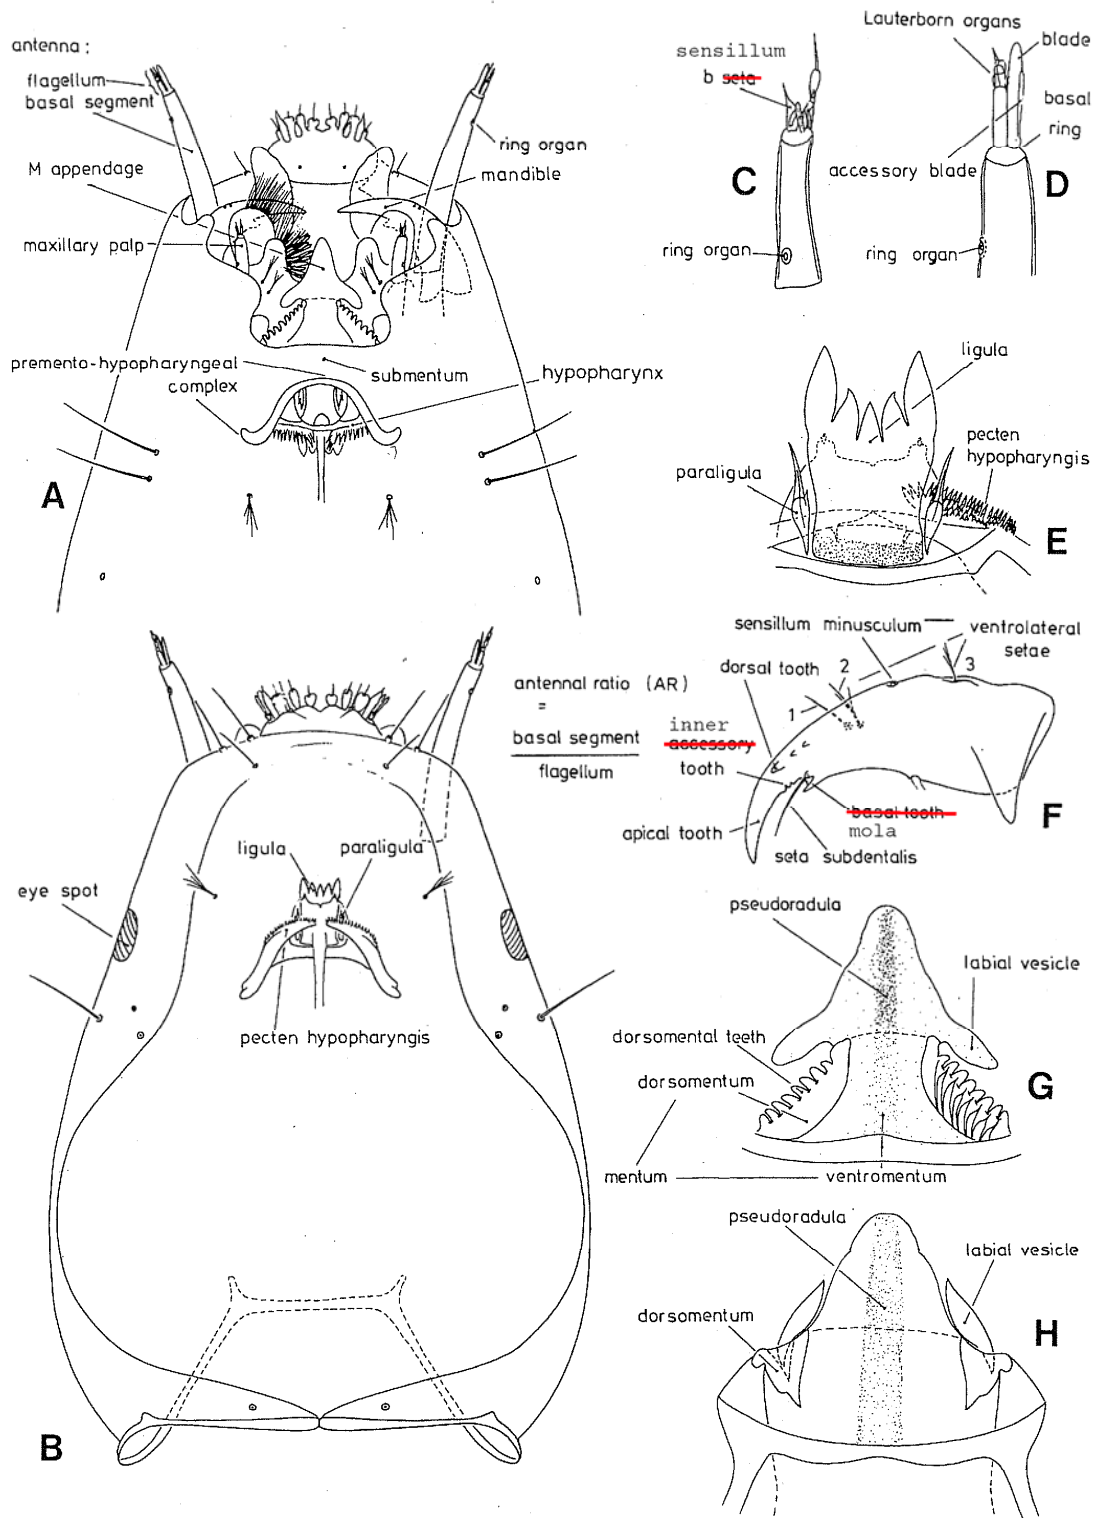 antenna :
flagellum
basal segment
M appendage
maxillary palp
ring organ
mandible
premento-hypopharyngeal
complex
submentum
hypopharynx
A
sensillum
b seta
C
ring organ
Lauterborn organs
blade
basal
ring
accessory blade
D
ring organ
ligula
pecten
hypopharyngis
paraligula
E
antennal ratio (AR)
=
basal segment
flagellum
ligula
paraligula
eye spot
pecten hypopharyngis
B
sensillum minusculum
ventrolateral
setae
dorsal tooth
1
2
3
inner
accessory
tooth
apical tooth
basal tooth
mola
seta subdentalis
F
pseudoradula
labial vesicle
dorsomental teeth
dorsomentum
mentum
ventromentum
G
pseudoradula
labial vesicle
dorsomentum
H